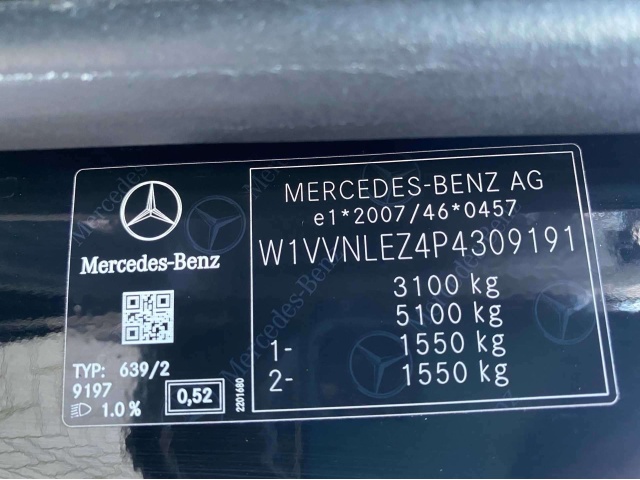 Mercedes-Benz
TYP: 639/2
9197
1.0 %
0,52
2201680
MERCEDES-BENZ AG
e1*2007/46*0457
W1VVNLEZ4P4309191
3100 kg
5100 kg
1- 1550 kg
2- 1550 kg